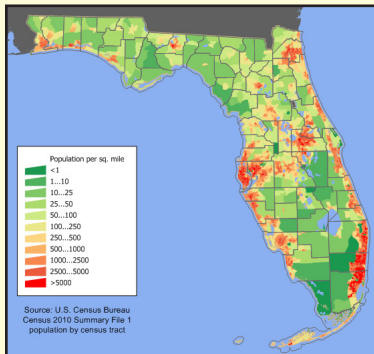 Population per sq. mile
<1
1...10
10...25
25...50
50...100
100...250
250...500
500...1000
1000...2500
2500...5000
>5000
Source: U.S. Census Bureau
Census 2010 Summary File 1
population by census tract